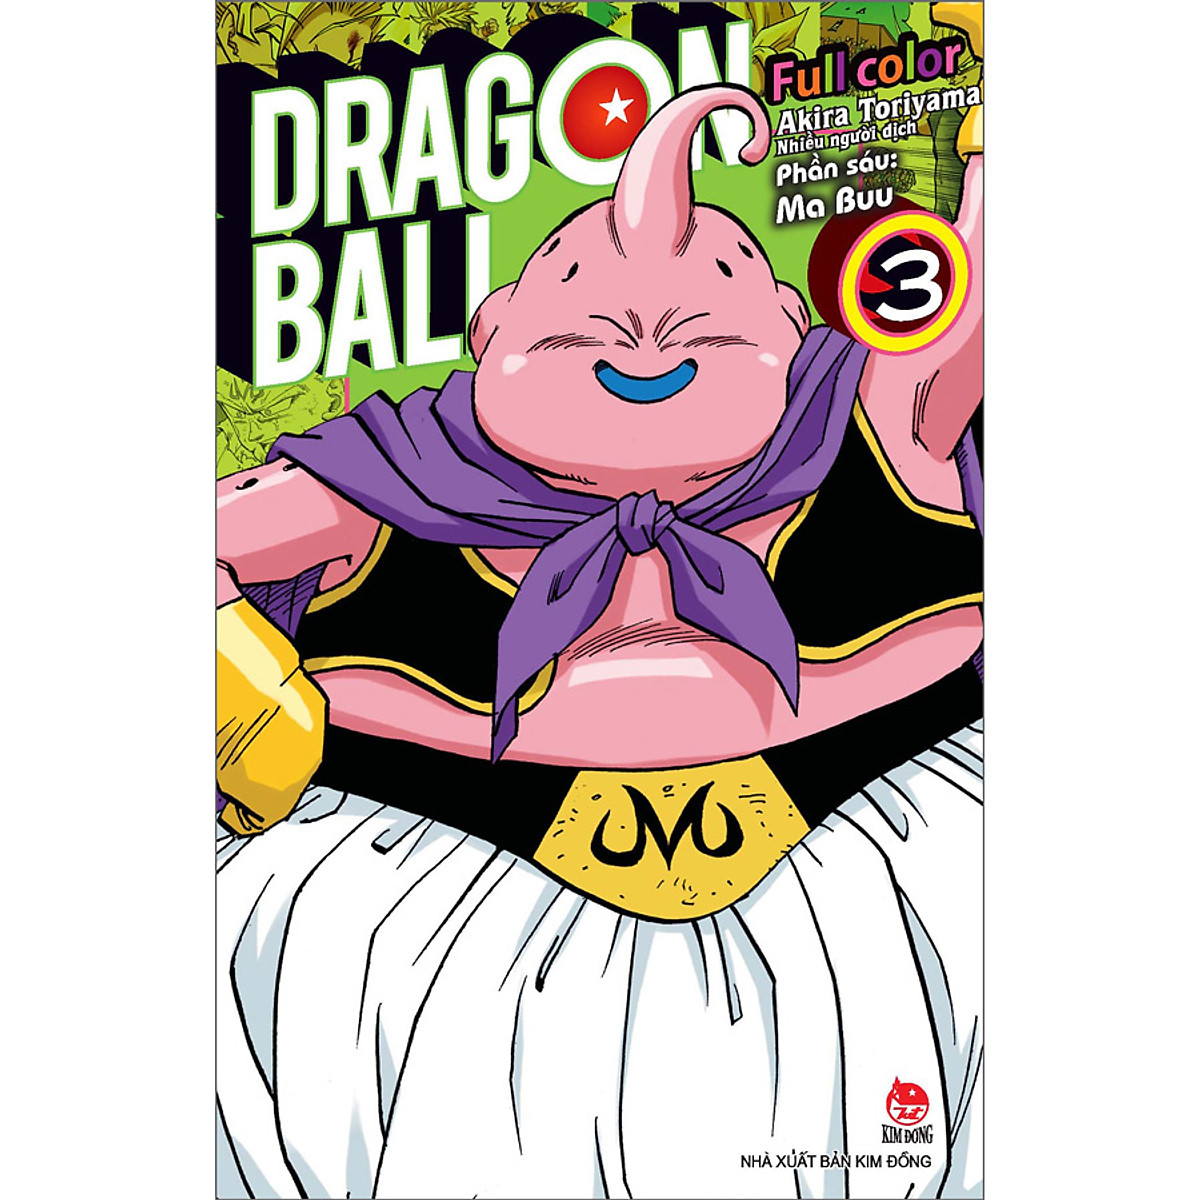 DRAGON
BALL
Full color
Akira Toriyama
Nhiều người dịch
Phần sáu:
Ma Buu
3
KIM ĐỒNG
NHÀ XUẤT BẢN KIM ĐỒNG